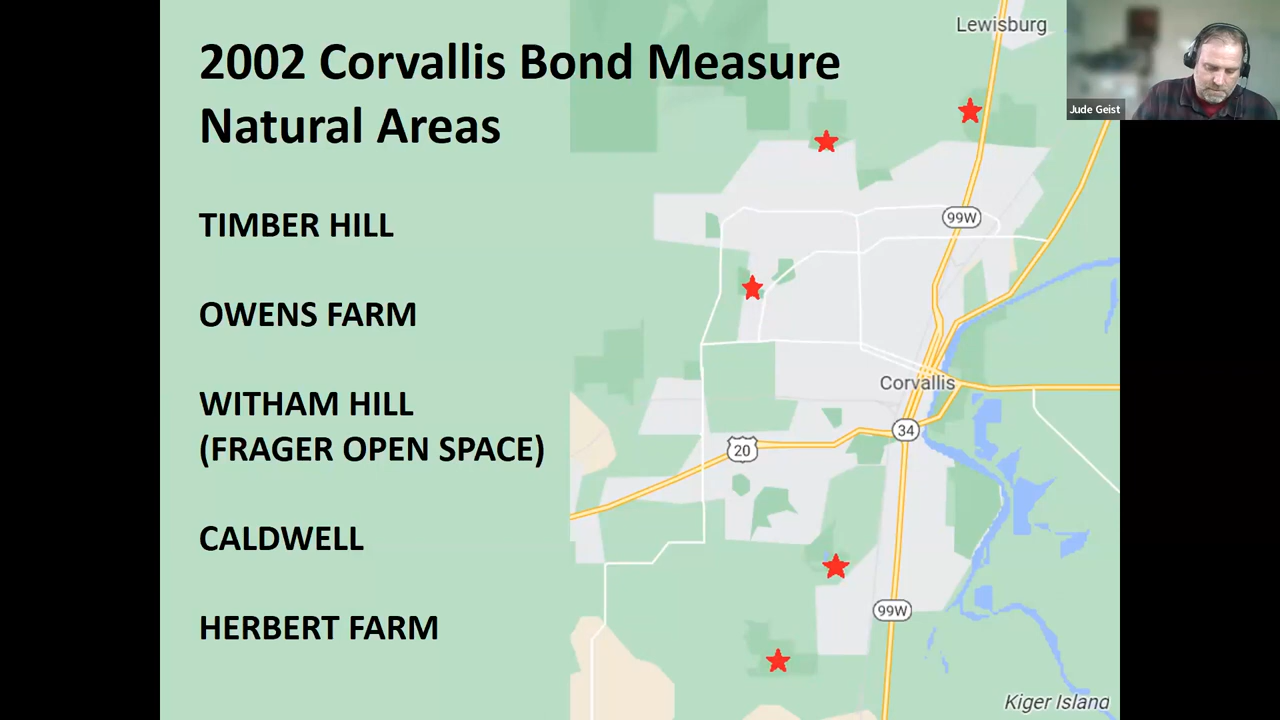 2002 Corvallis Bond Measure
Natural Areas
TIMBER HILL
OWENS FARM
WITHAM HILL
(FRAGER OPEN SPACE)
CALDWELL
HERBERT FARM
Lewisburg
99W
Corvallis
34
20
99W
Kiger Island
Jude Geist